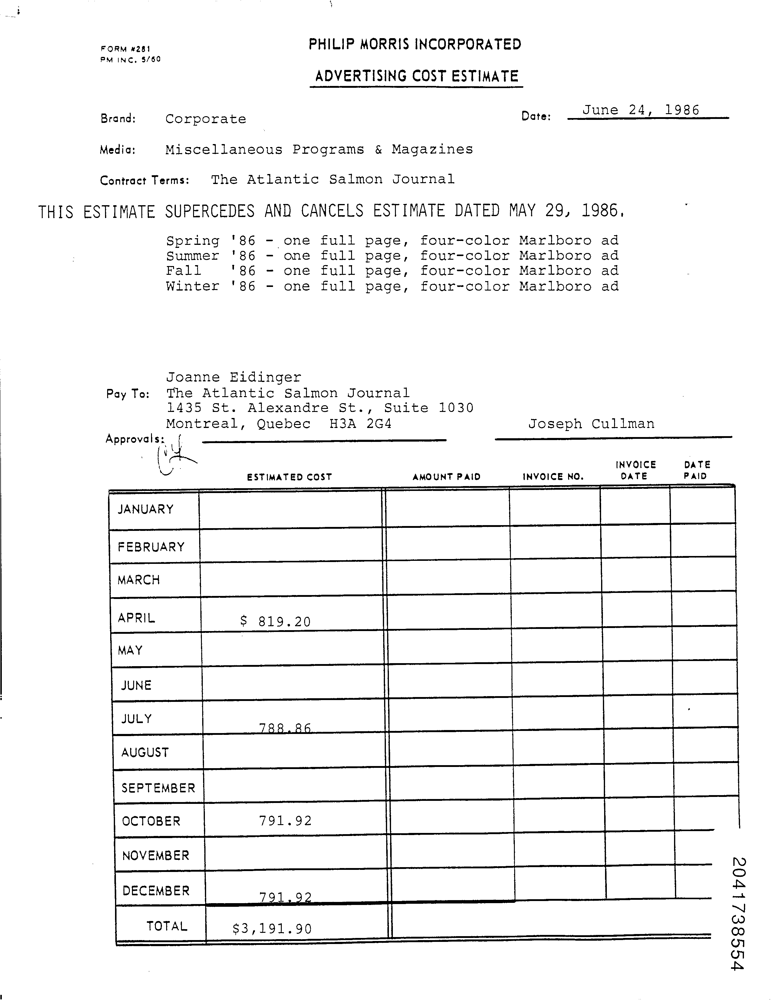 FORM #281
PM INC. 5/60
PHILIP MORRIS INCORPORATED
ADVERTISING COST ESTIMATE
Brand: Corporate
Date: June 24, 1986
Media: Miscellaneous Programs & Magazines
Contract Terms: The Atlantic Salmon Journal
THIS ESTIMATE SUPERCEDES AND CANCELS ESTIMATE DATED MAY 29, 1986.
Spring '86 - one full page, four-color Marlboro ad
Summer '86 - one full page, four-color Marlboro ad
Fall '86 - one full page, four-color Marlboro ad
Winter '86 - one full page, four-color Marlboro ad
Joanne Eidinger
Pay To: The Atlantic Salmon Journal
1435 St. Alexandre St., Suite 1030
Montreal, Quebec H3A 2G4
Joseph Cullman
Approvals:
ESTIMATED COST AMOUNT PAID INVOICE NO. INVOICE DATE DATE PAID
JANUARY
FEBRUARY
MARCH
APRIL $ 819.20
MAY
JUNE
JULY 788.86
AUGUST
SEPTEMBER
OCTOBER 791.92
NOVEMBER
DECEMBER 791.92
TOTAL $3,191.90
2041738554